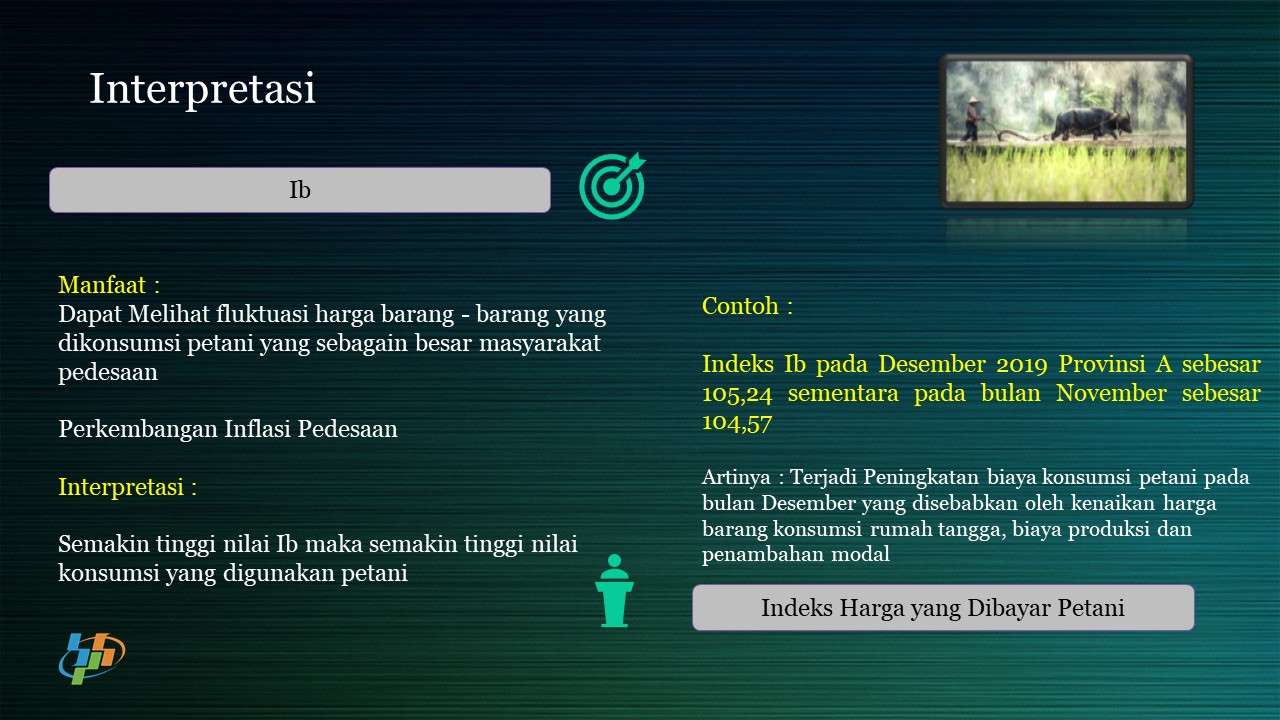 Interpretasi
Ib
Manfaat :
Dapat Melihat fluktuasi harga barang - barang yang
dikonsumsi petani yang sebagain besar masyarakat
pedesaan
Perkembangan Inflasi Pedesaan
Interpretasi :
Semakin tinggi nilai Ib maka semakin tinggi nilai
konsumsi yang digunakan petani
Contoh :
Indeks Ib pada Desember 2019 Provinsi A sebesar
105,24 sementara pada bulan November sebesar
104,57
Artinya : Terjadi Peningkatan biaya konsumsi petani pada
bulan Desember yang disebabkan oleh kenaikan harga
barang konsumsi rumah tangga, biaya produksi dan
penambahan modal
Indeks Harga yang Dibayar Petani